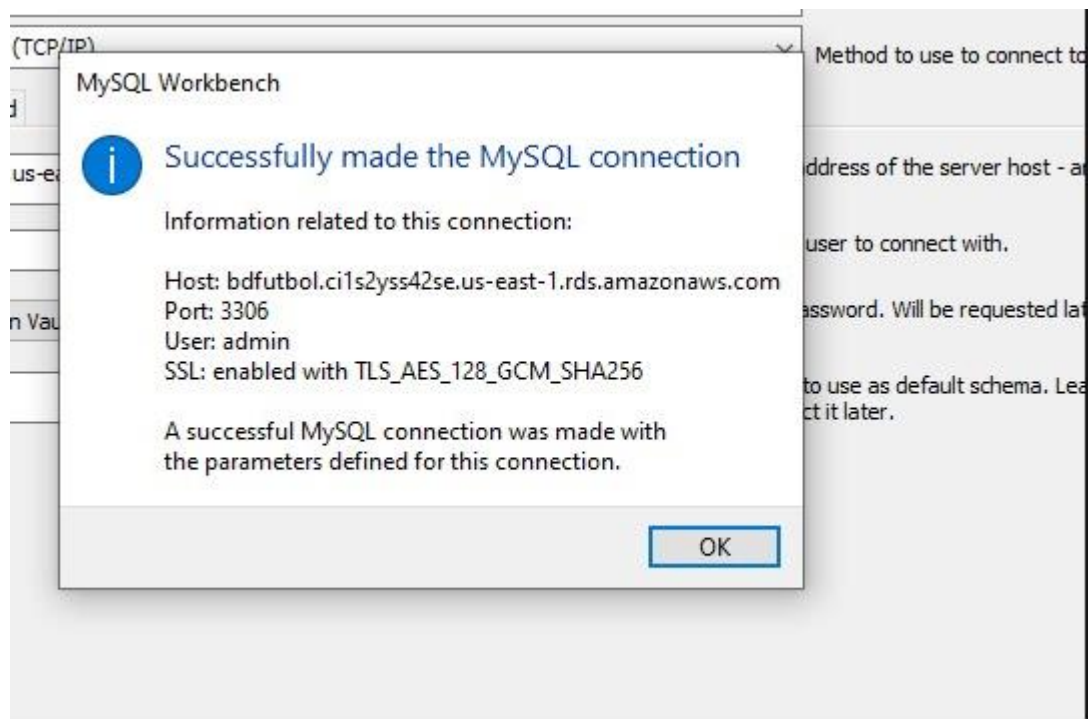 (TCP/IP)
Method to use to connect to
MySQL Workbench
Successfully made the MySQL connection
us-ea
address of the server host - a
Information related to this connection:
user to connect with.
Host: bdfutbol.ci1s2yss42se.us-east-1.rds.amazonaws.com
Port: 3306
n Vau
assword. Will be requested lat
User: admin
SSL: enabled with TLS_AES_128_GCM_SHA256
to use as default schema. Lea
ct it later.
A successful MySQL connection was made with
the parameters defined for this connection.
OK